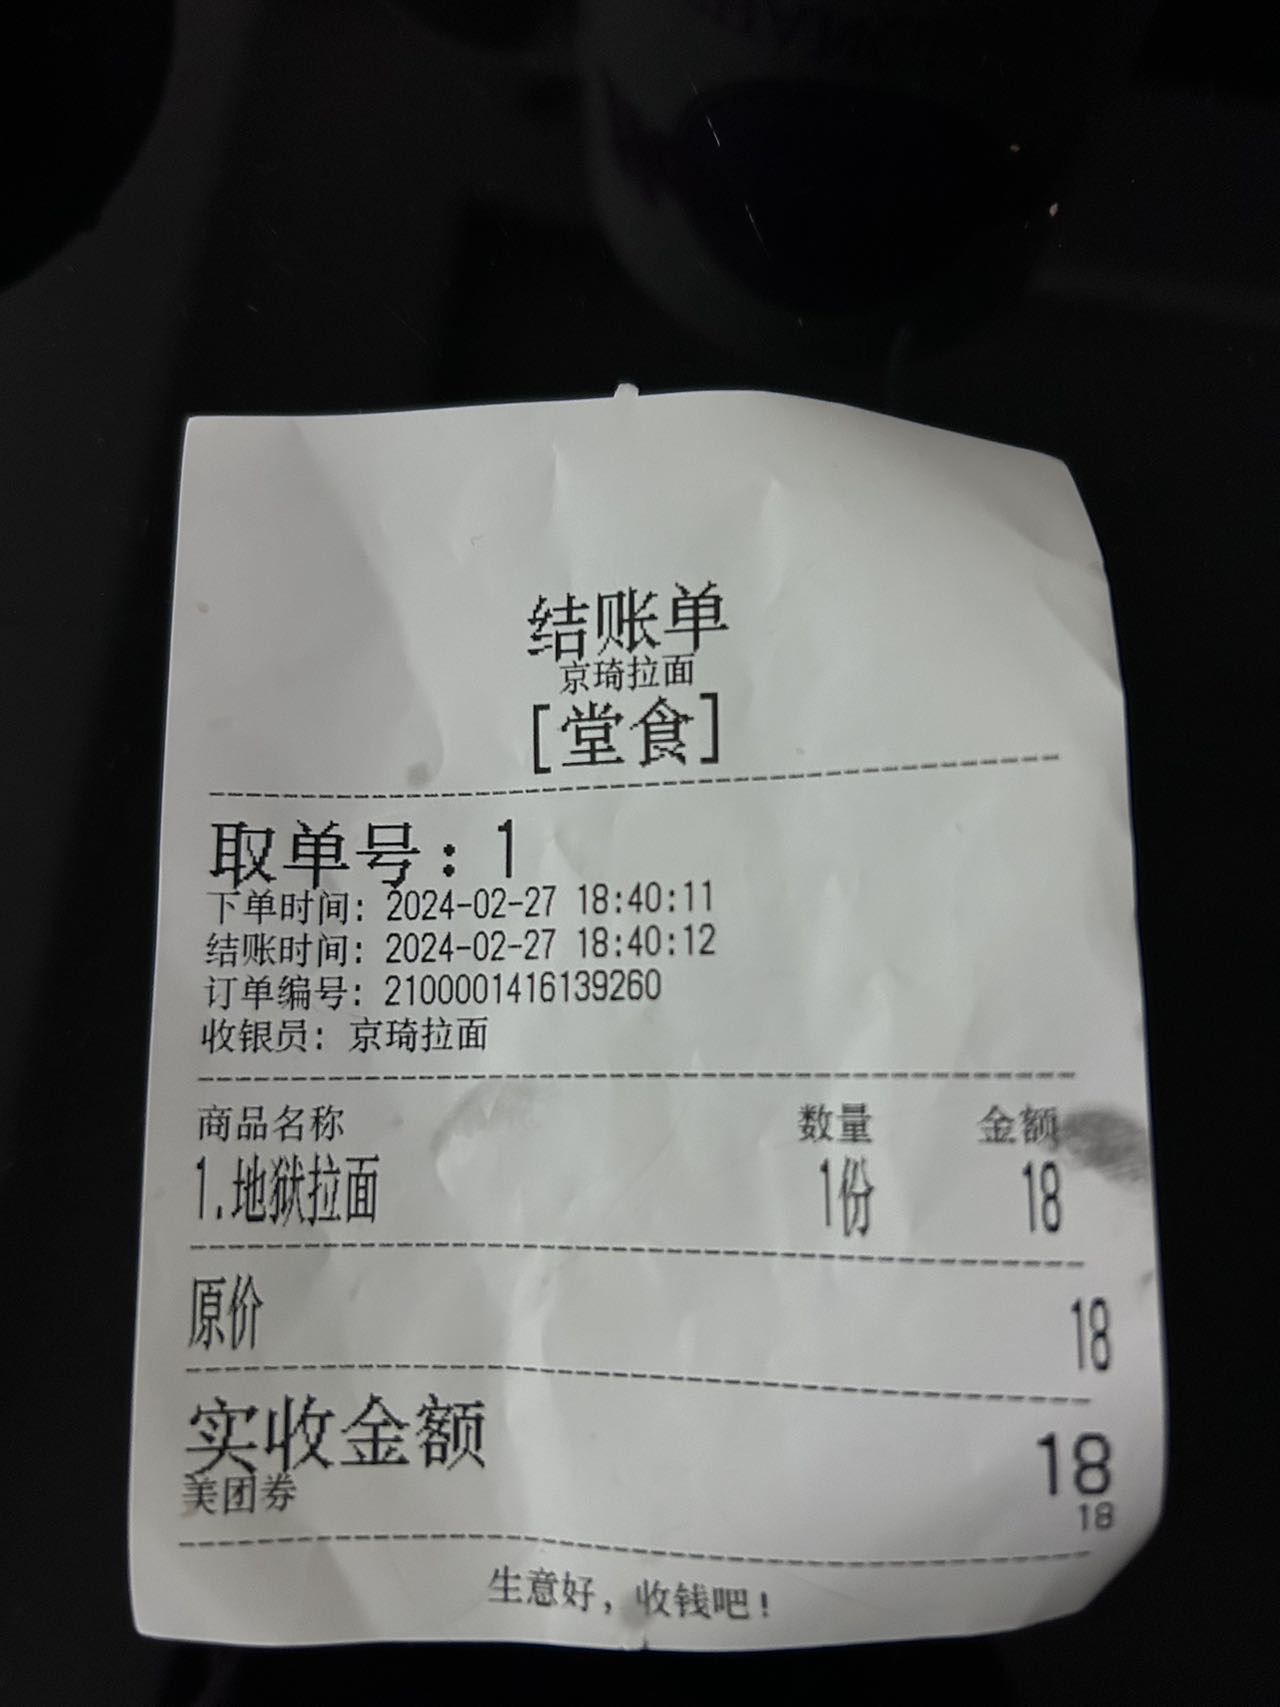 结账单
京琦拉面
[堂食]
取单号：1
下单时间：2024-02-27 18:40:11
结账时间：2024-02-27 18:40:12
订单编号：2100001416139260
收银员：京琦拉面
商品名称 数量 金额
1.地狱拉面 1份 18
原价 18
实收金额 18
美团券 18
生意好，收钱吧！